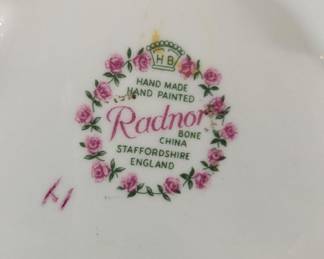 HB
HAND MADE
HAND PAINTED
Radnor
BONE
CHINA
STAFFORDSHIRE
ENGLAND